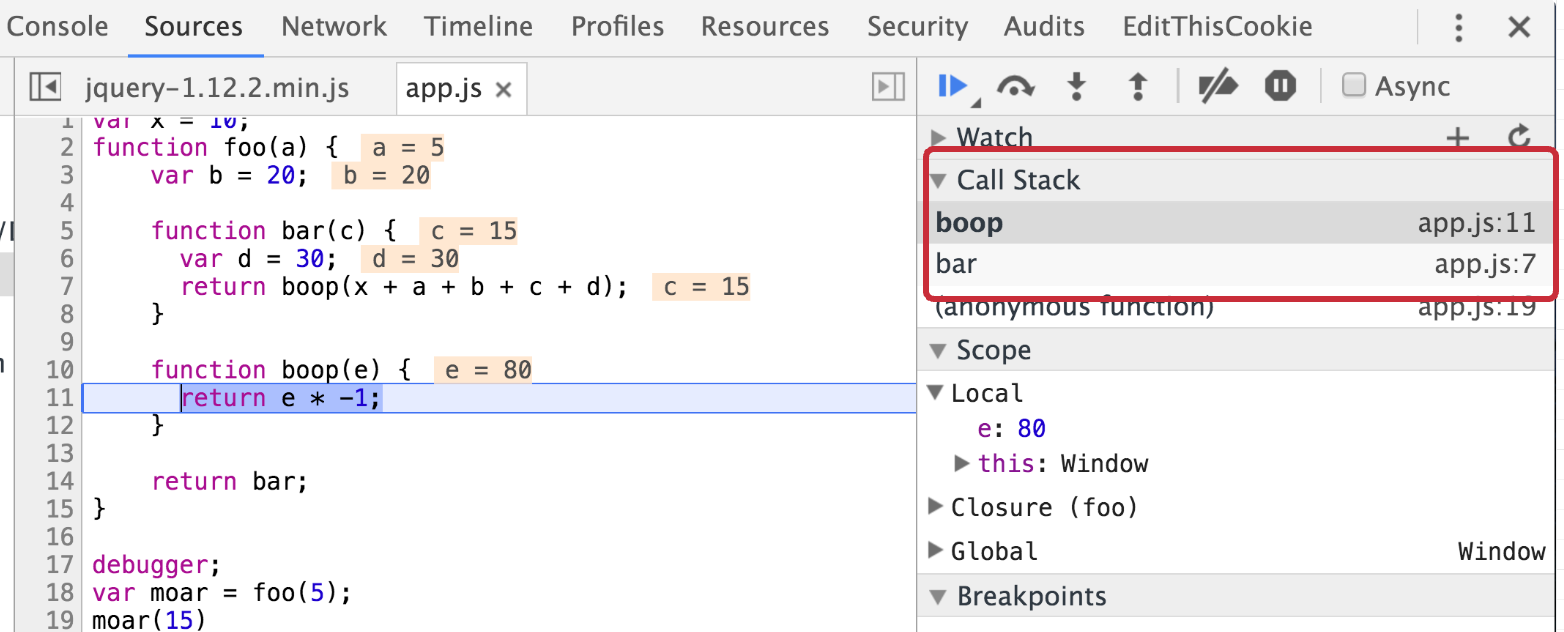 Console Sources Network Timeline Profiles Resources Security Audits EditThisCookie
jquery-1.12.2.min.js app.js × Async
1 var x = 10;
2 function foo(a) { a = 5
3 var b = 20; b = 20
4
5 function bar(c) { c = 15
6 var d = 30; d = 30
7 return boop(x + a + b + c + d); c = 15
8 }
9
10 function boop(e) { e = 80
11 return e * -1;
12 }
13
14 return bar;
15 }
16
17 debugger;
18 var moar = foo(5);
19 moar(15)
Watch
Call Stack
boop app.js:11
bar app.js:7
(anonymous function) app.js:19
Scope
Local
e: 80
this: Window
Closure (foo)
Global Window
Breakpoints